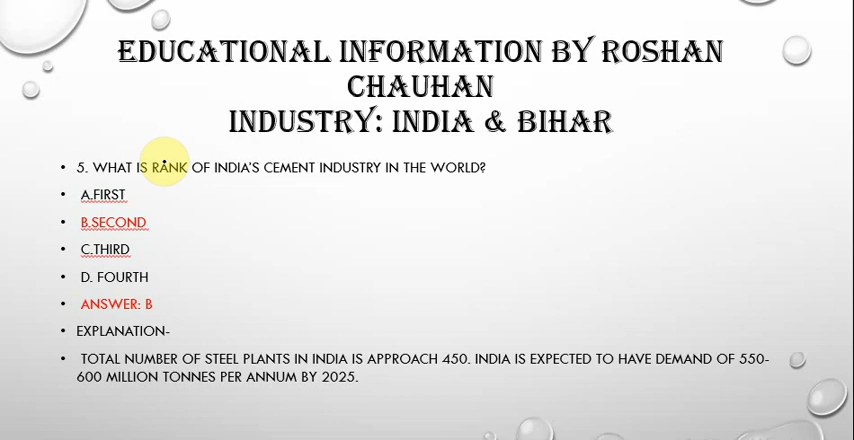 EDUCATIONAL INFORMATION BY ROSHAN
CHAUHAN
INDUSTRY: INDIA & BIHAR
• 5. WHAT IS RANK OF INDIA'S CEMENT INDUSTRY IN THE WORLD?
• A.FIRST
• B.SECOND
• C.THIRD
• D. FOURTH
• ANSWER: B
• EXPLANATION-
• TOTAL NUMBER OF STEEL PLANTS IN INDIA IS APPROACH 450. INDIA IS EXPECTED TO HAVE DEMAND OF 550-
600 MILLION TONNES PER ANNUM BY 2025.